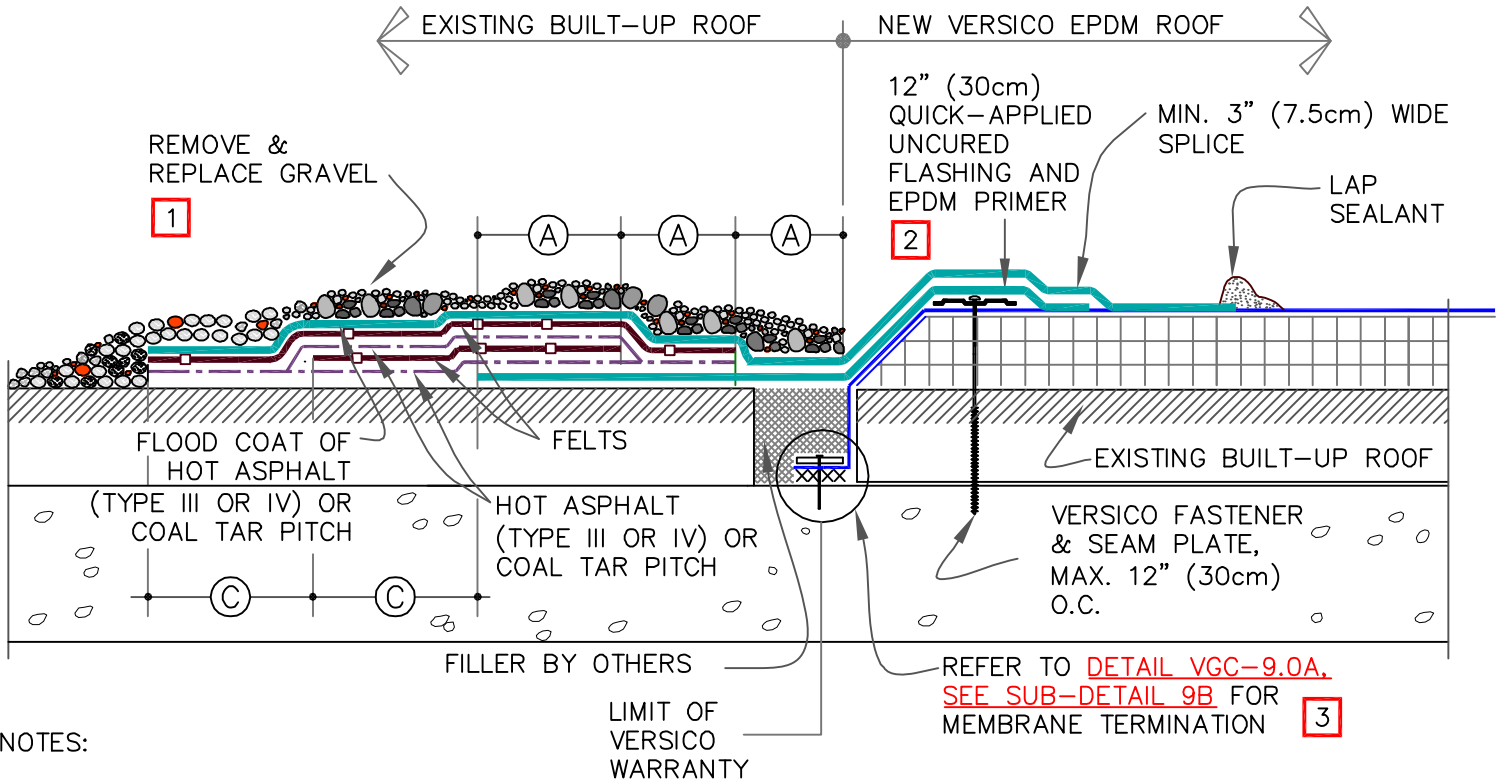 EXISTING BUILT-UP ROOF
NEW VERSICO EPDM ROOF
REMOVE &
REPLACE GRAVEL
1
12" (30cm)
QUICK-APPLIED
UNCURED
FLASHING AND
EPDM PRIMER
2
MIN. 3" (7.5cm) WIDE
SPLICE
LAP
SEALANT
A
A
A
FLOOD COAT OF
HOT ASPHALT
(TYPE III OR IV) OR
COAL TAR PITCH
FELTS
HOT ASPHALT
(TYPE III OR IV) OR
COAL TAR PITCH
EXISTING BUILT-UP ROOF
VERSICO FASTENER
& SEAM PLATE,
MAX. 12" (30cm)
O.C.
C
C
FILLER BY OTHERS
LIMIT OF
VERSICO
WARRANTY
REFER TO DETAIL VGC-9.0A,
SEE SUB-DETAIL 9B FOR
MEMBRANE TERMINATION
3
NOTES: